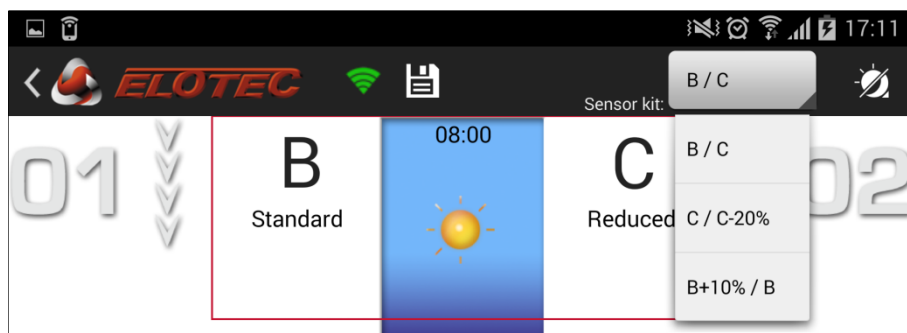 17:11
ELOTEC
Sensor kit:
B / C
01
B
Standard
08:00
C
Reduced
02
B / C
C / C-20%
B+10% / B